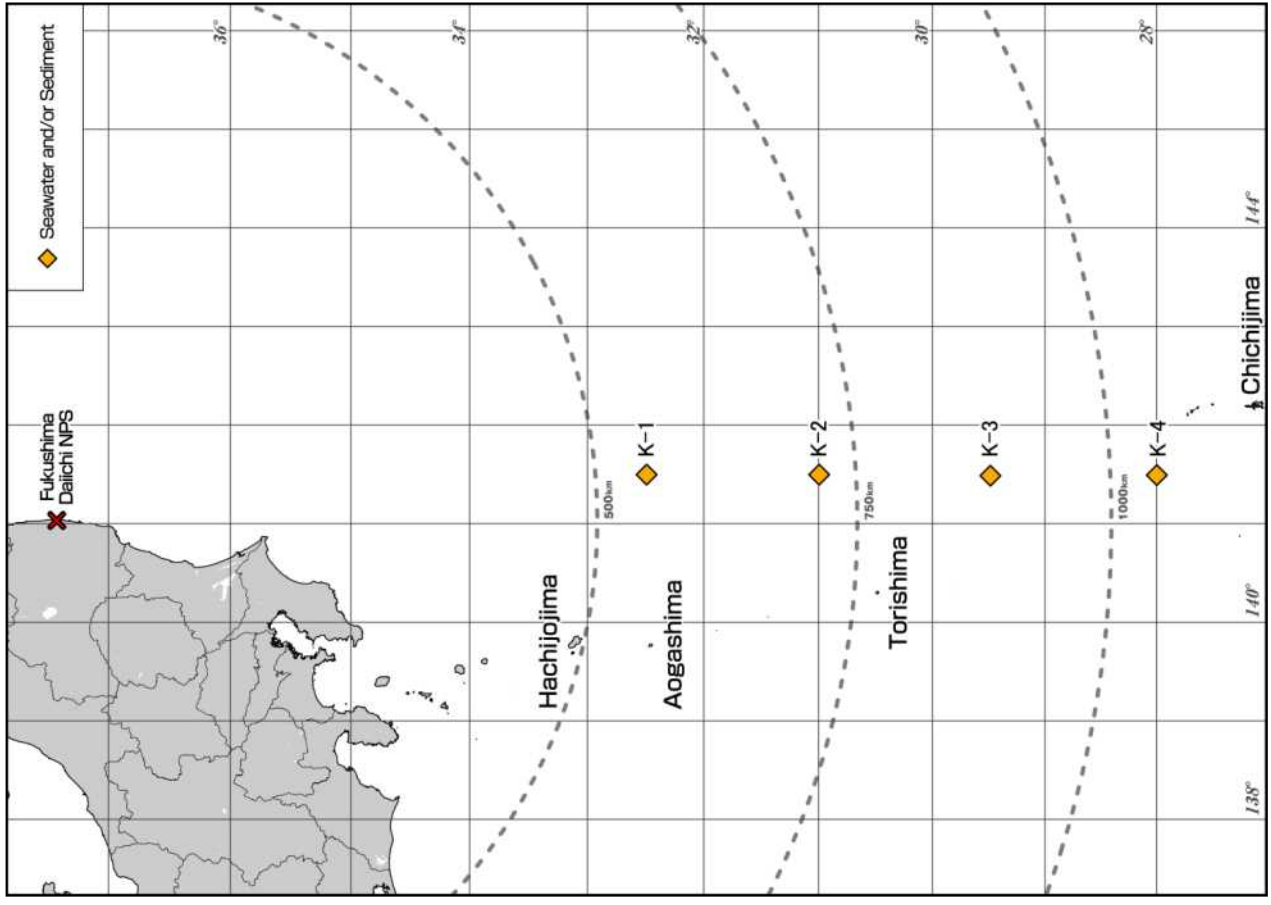 Seawater and/or Sediment
Fukushima
Daiichi NPS
36°
34°
32°
30°
28°
500km
K-1
Hachijojima
Aogashima
K-2
750km
Torishima
K-3
1000km
K-4
Chichijima
138°
140°
144°